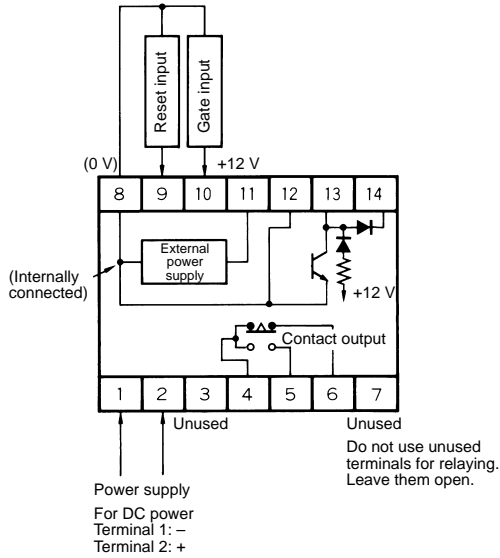 Reset input
Gate input
(0 V)
+12 V
8 9 10 11 12 13 14
External
power
supply
(Internally
connected)
+12 V
Contact output
1 2 3 4 5 6 7
Unused
Unused
Do not use unused
terminals for relaying.
Leave them open.
Power supply
For DC power
Terminal 1: –
Terminal 2: +